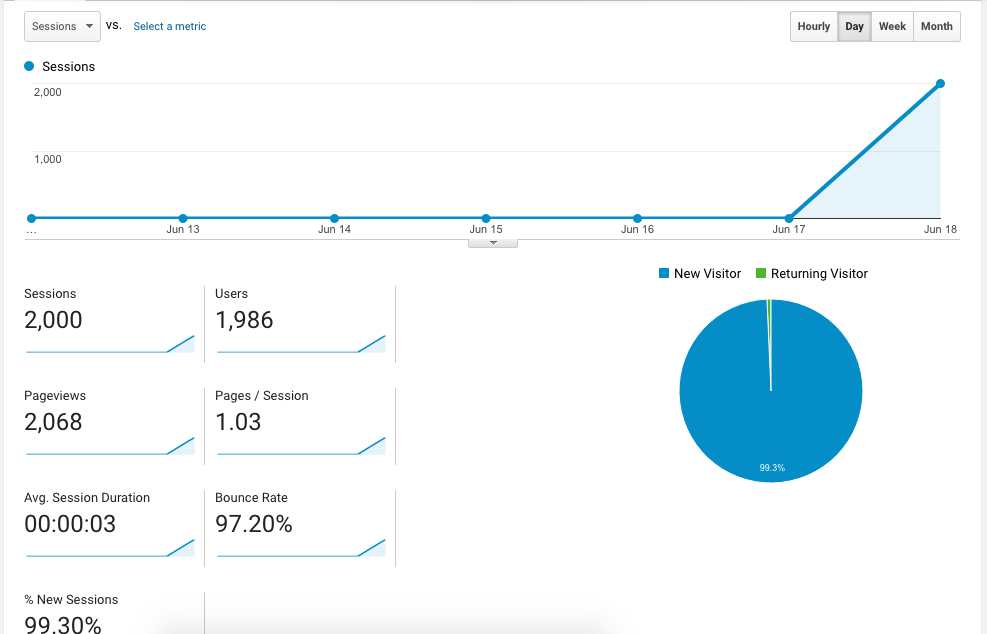 Sessions vs. Select a metric Hourly Day Week Month
Sessions
2,000
1,000
... Jun 13 Jun 14 Jun 15 Jun 16 Jun 17 Jun 18
New Visitor Returning Visitor
Sessions Users
2,000 1,986
Pageviews Pages / Session
2,068 1.03
99.3%
Avg. Session Duration Bounce Rate
00:00:03 97.20%
% New Sessions
99.30%